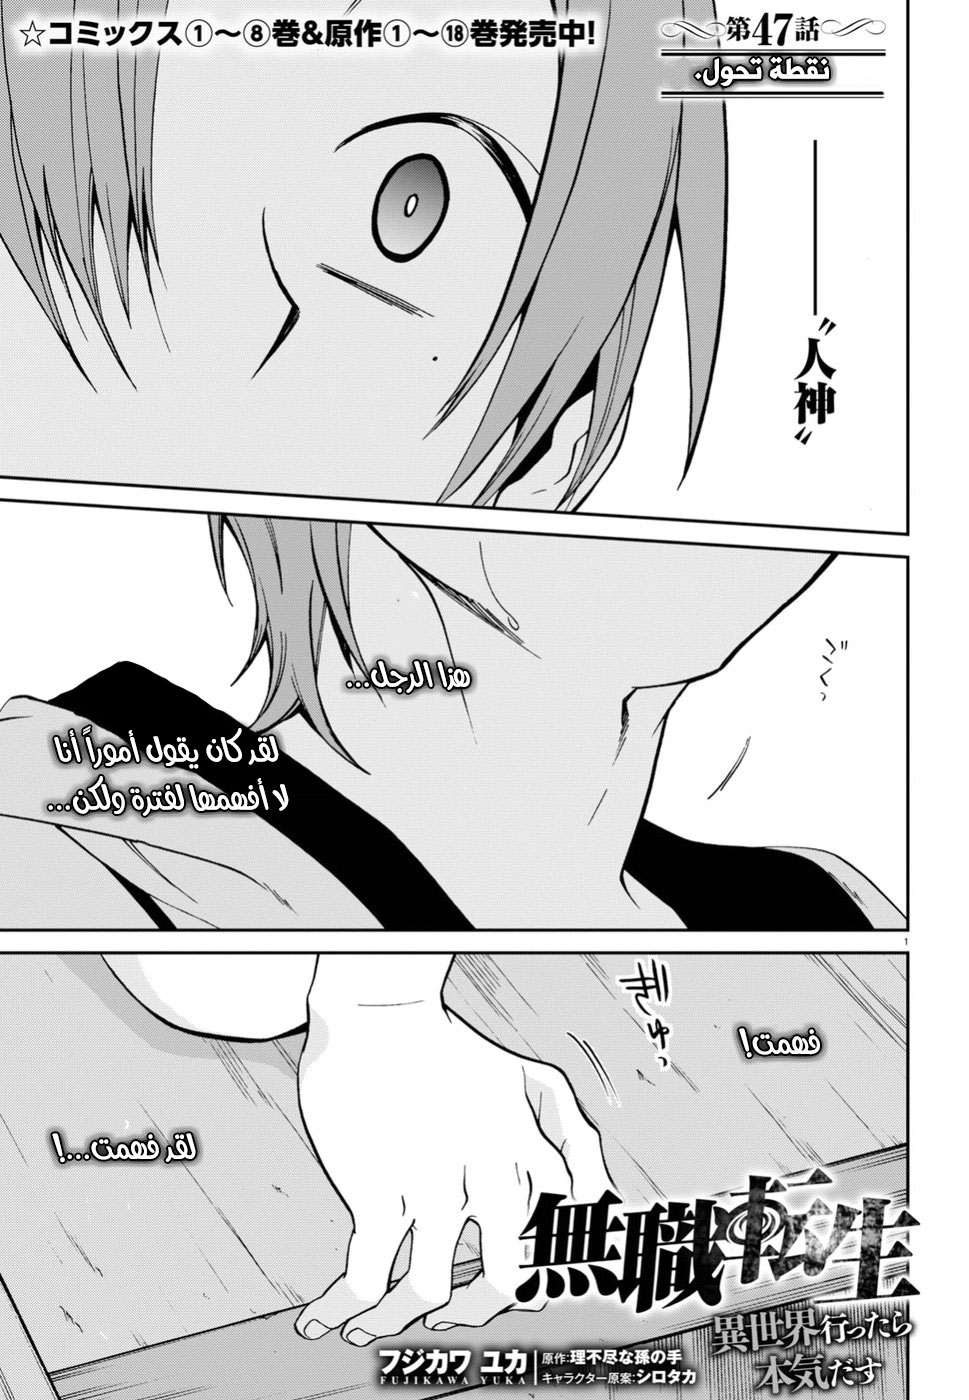 ☆コミックス①〜⑧巻&原作①〜⑱巻発売中!
第47話
نقطة تحول.
――〝人神〟
هذا الرجل...
لقد كان يقول أموراً أنا
لا أفهمها لفترة ولكن...
1
ぎゅっ
فهمت!
لقد فهمت...!
無職転生
異世界行ったら
本気だす
フジカワ ユカ
FUJIKAWA YUKA
原作:理不尽な孫の手
キャラクター原案:シロタカ